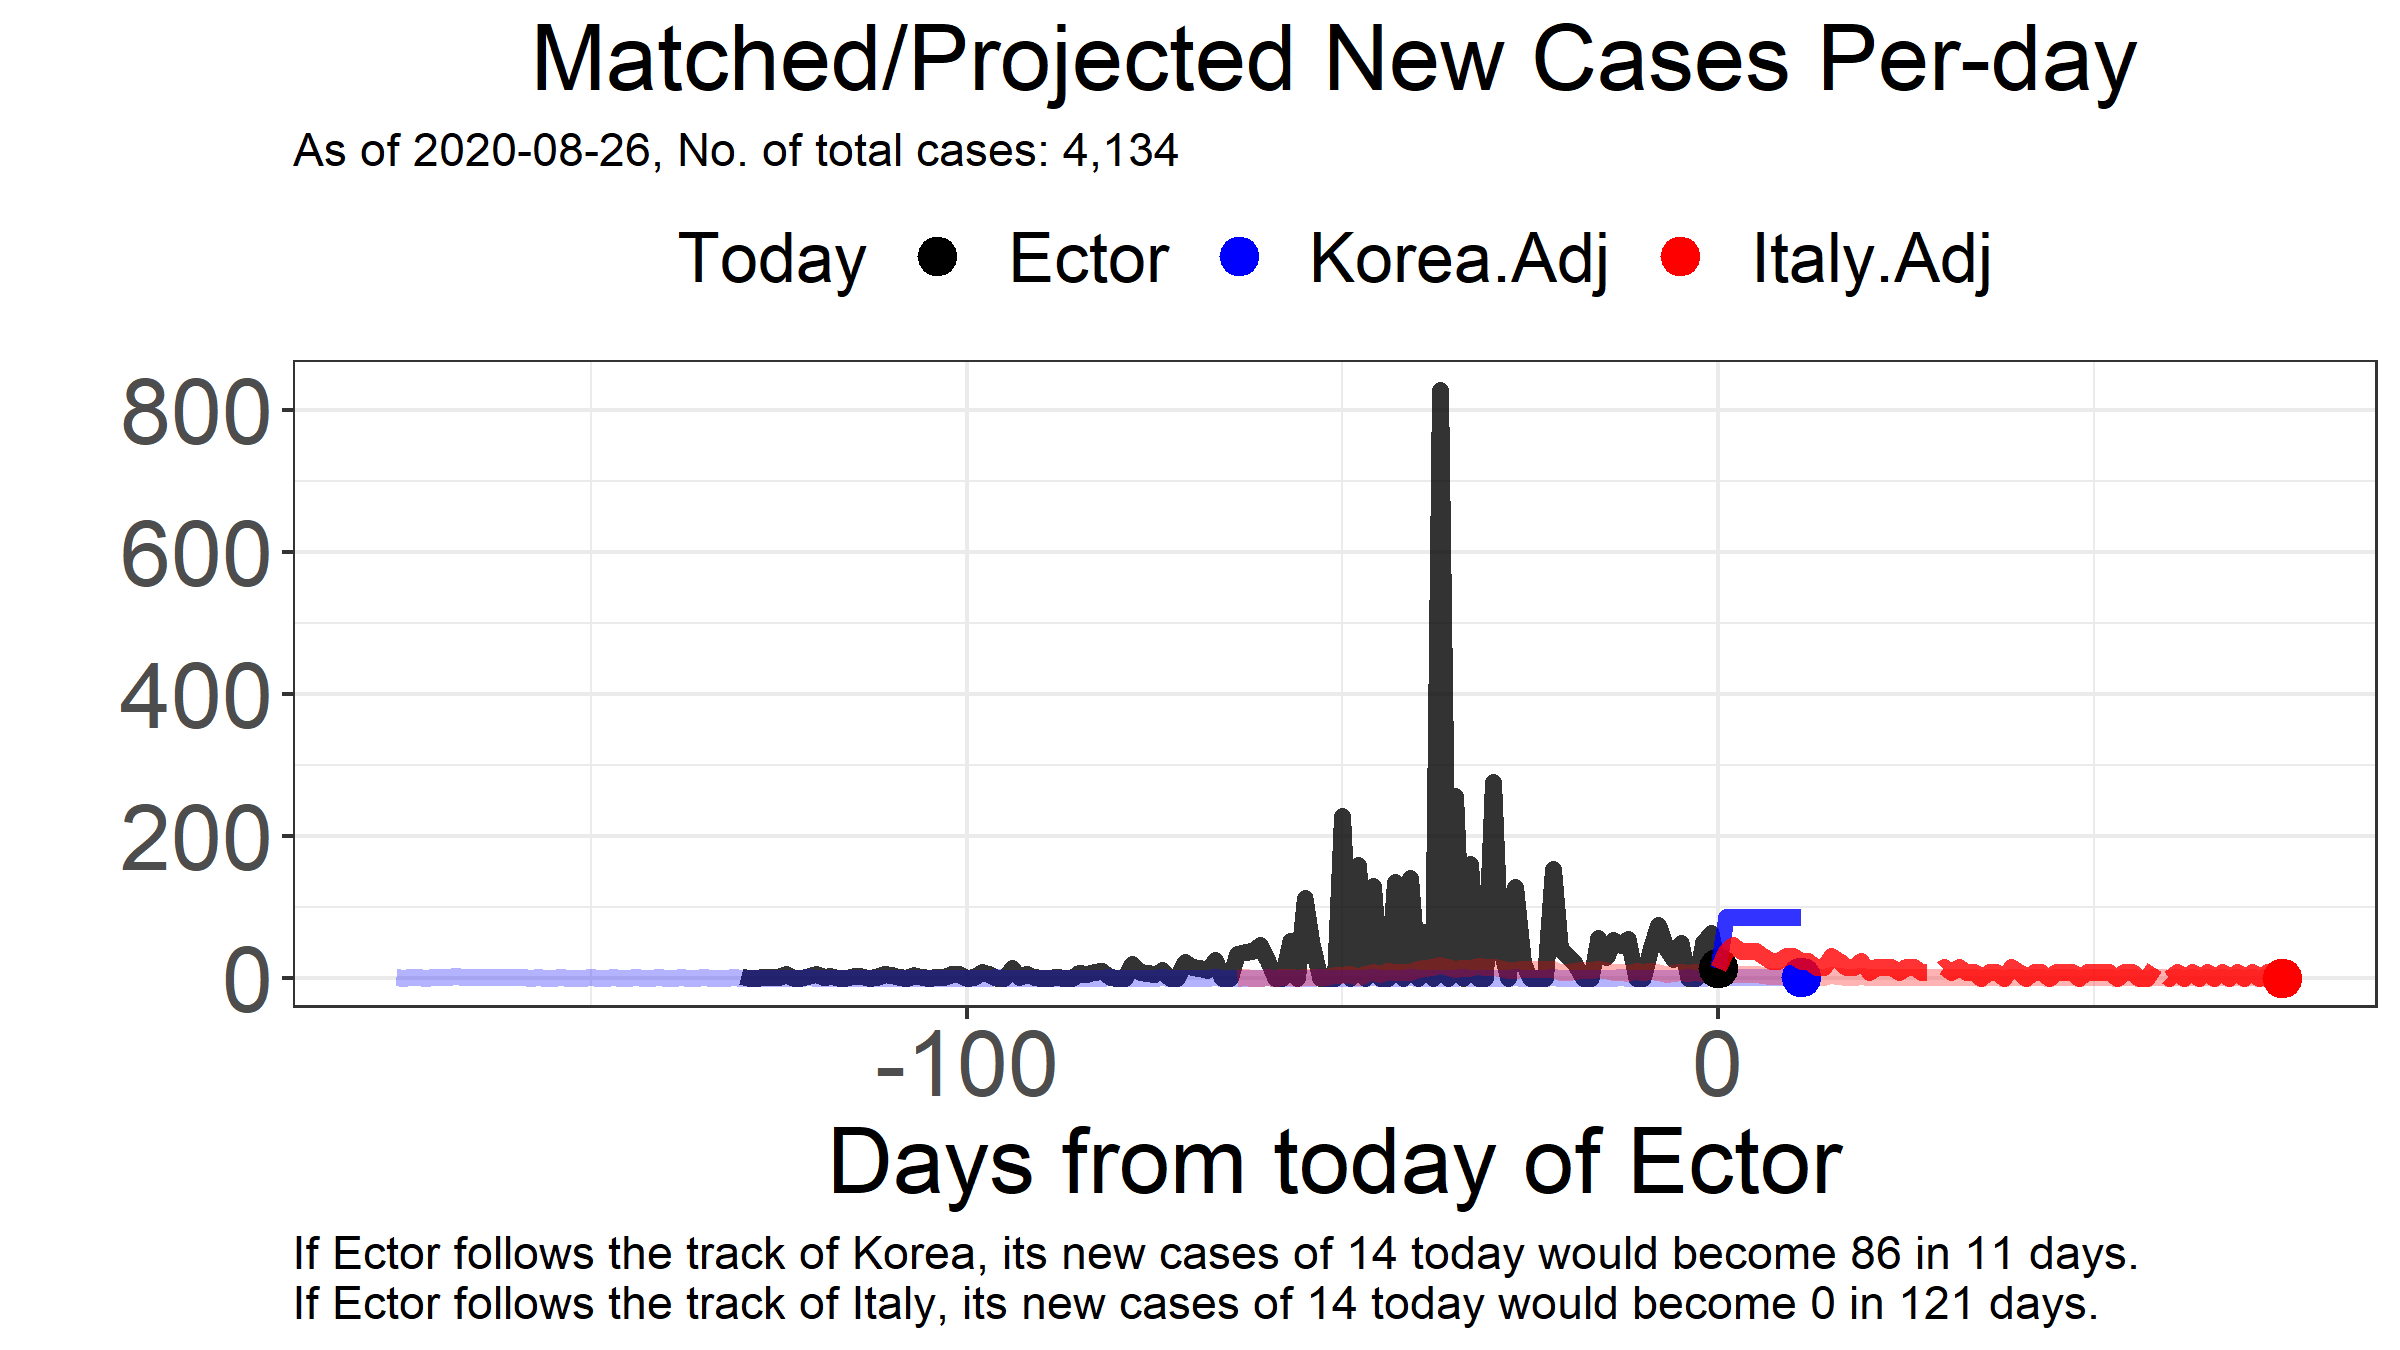 Matched/Projected New Cases Per-day
As of 2020-08-26, No. of total cases: 4,134
Today Ector Korea.Adj Italy.Adj
800
600
400
200
0
-100 0
Days from today of Ector
If Ector follows the track of Korea, its new cases of 14 today would become 86 in 11 days.
If Ector follows the track of Italy, its new cases of 14 today would become 0 in 121 days.